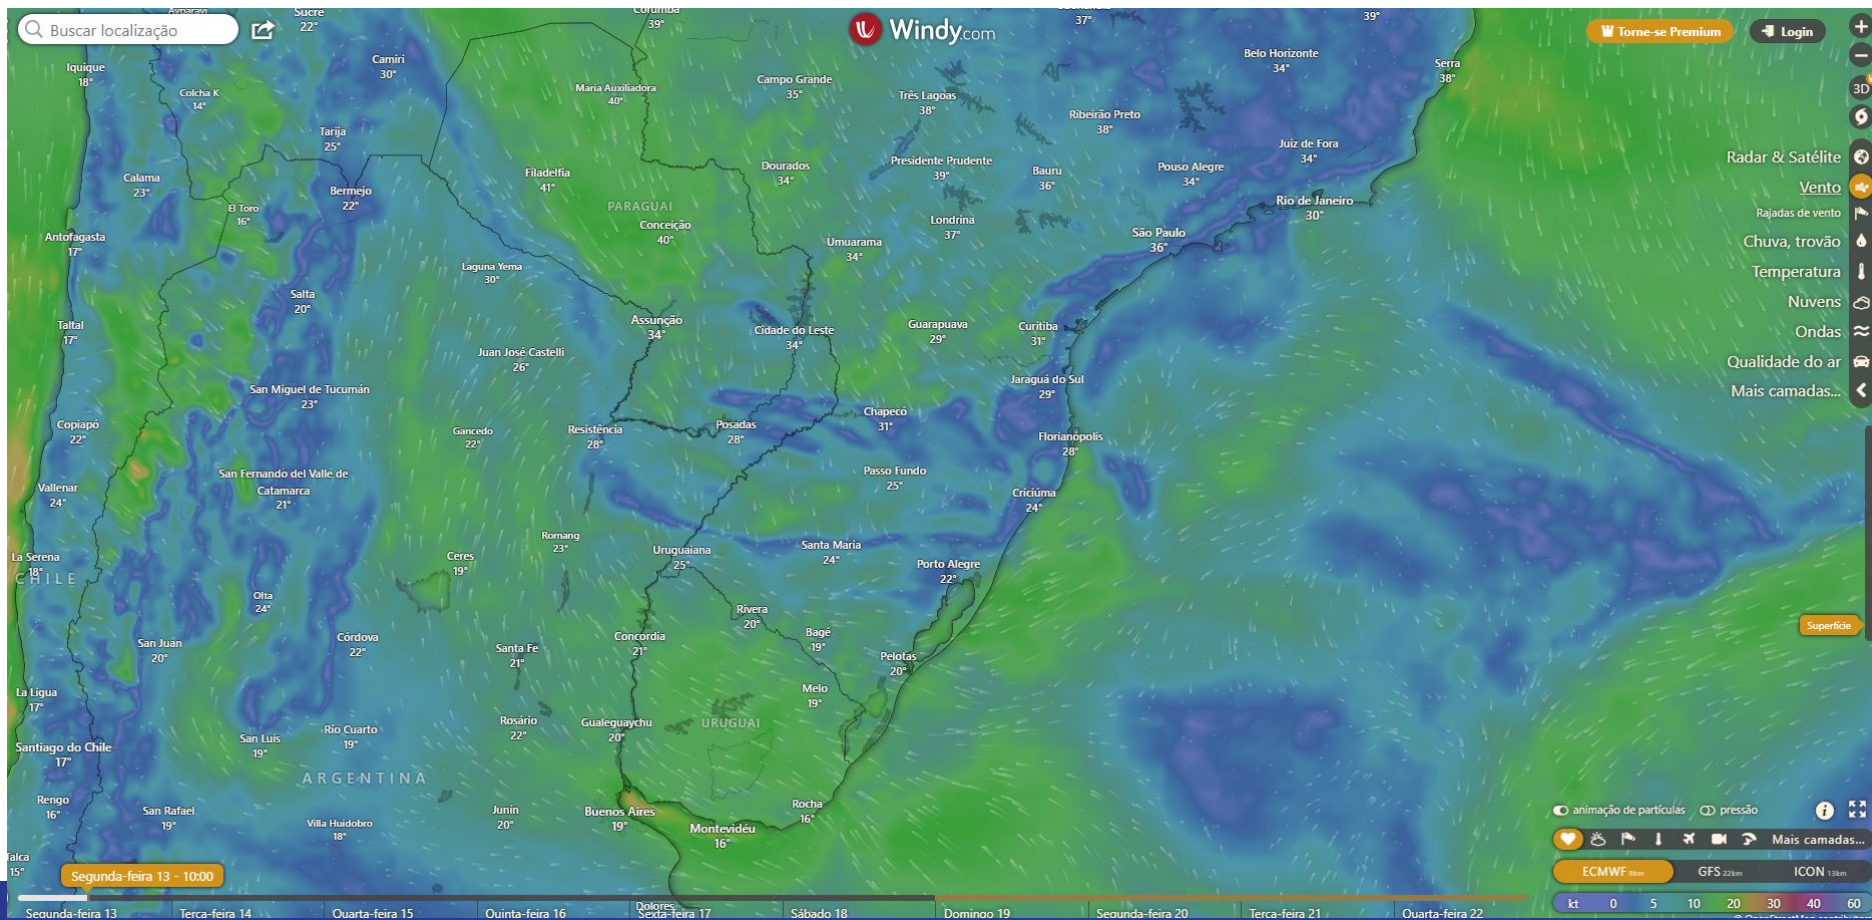 Buscar localização
Windy.com
Torne-se Premium
Login
+
−
3D
Sucre
22°
39°
37°
39°
Iquique
18°
Colcha K
14°
Camiri
30°
Maria Auxiliadora
40°
Campo Grande
35°
Três Lagoas
38°
Belo Horizonte
34°
Serra
38°
Ribeirão Preto
38°
Tarija
25°
Juiz de Fora
34°
Calama
23°
Bermejo
22°
Filadelfia
41°
Dourados
34°
Presidente Prudente
39°
Bauru
36°
Pouso Alegre
34°
El Toro
16°
PARAGUAI
Conceição
40°
Londrina
37°
Rio de Janeiro
30°
Antofagasta
17°
Umuarama
34°
São Paulo
36°
Laguna Yema
30°
Salta
20°
Taltal
17°
Assunção
34°
Cidade do Leste
34°
Guarapuava
29°
Curitiba
31°
Juan José Castelli
26°
San Miguel de Tucumán
23°
Jaraguá do Sul
29°
Copiapó
22°
Gancedo
22°
Resistência
28°
Posadas
28°
Chapecó
31°
Florianópolis
28°
San Fernando del Valle de
Catamarca
21°
Passo Fundo
25°
Vallenar
24°
Criciúma
24°
La Serena
18°
CHILE
Ceres
19°
Romang
23°
Uruguaiana
25°
Santa Maria
24°
Porto Alegre
22°
Olta
24°
Rivera
20°
San Juan
20°
Córdova
22°
Santa Fe
21°
Concordia
21°
Bagé
19°
Pelotas
20°
La Ligua
17°
Melo
19°
San Luis
19°
Río Cuarto
19°
Rosário
22°
Gualeguaychu
20°
URUGUAI
Santiago do Chile
17°
ARGENTINA
Rengo
16°
San Rafael
19°
Villa Huidobro
18°
Junín
20°
Buenos Aires
19°
Montevidéu
16°
Rocha
16°
Talca
15°
Dolores
Radar & Satélite
Vento
Rajadas de vento
Chuva, trovão
Temperatura
Nuvens
Ondas
Qualidade do ar
Mais camadas...
Superfície
animação de partículas pressão
Mais camadas...
ECMWF 9km GFS 22km ICON 13km
kt 0 5 10 20 30 40 60
Segunda-feira 13 - 10:00
Segunda-feira 13 Terça-feira 14 Quarta-feira 15 Quinta-feira 16 Sexta-feira 17 Sábado 18 Domingo 19 Segunda-feira 20 Terça-feira 21 Quarta-feira 22